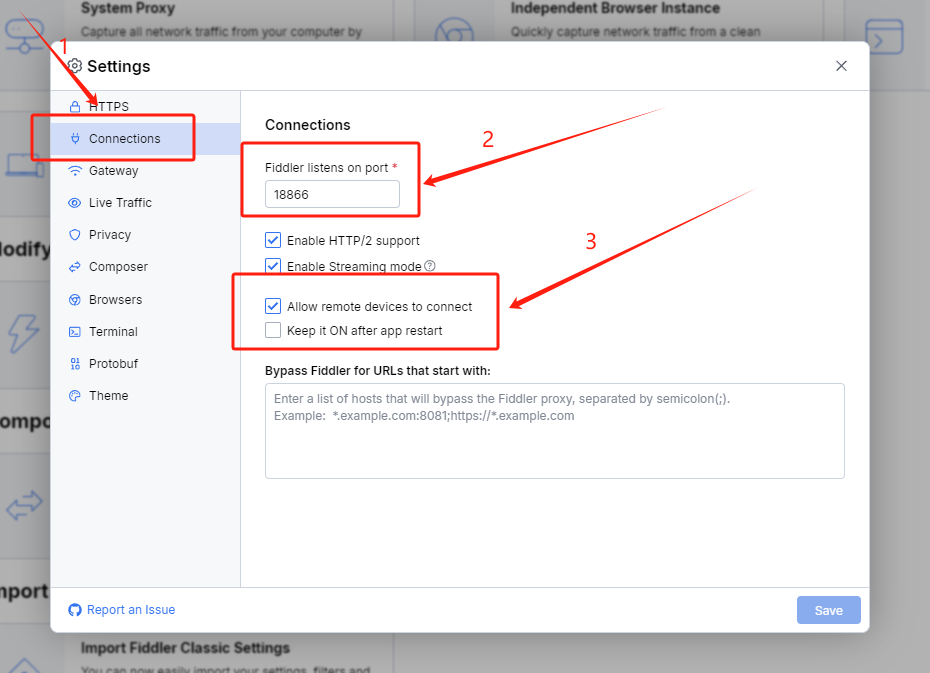 System Proxy
Capture all network traffic from your computer by
Independent Browser Instance
Quickly capture network traffic from a clean
1
Settings
HTTPS
Connections
Gateway
Live Traffic
Privacy
Composer
Browsers
Terminal
Protobuf
Theme
Connections
Fiddler listens on port *
18866
2
Enable HTTP/2 support
Enable Streaming mode ?
3
Allow remote devices to connect
Keep it ON after app restart
Bypass Fiddler for URLs that start with:
Enter a list of hosts that will bypass the Fiddler proxy, separated by semicolon(;).
Example: *.example.com:8081;https://*.example.com
Report an Issue
Save
Import Fiddler Classic Settings
You can now easily import your settings, filters and